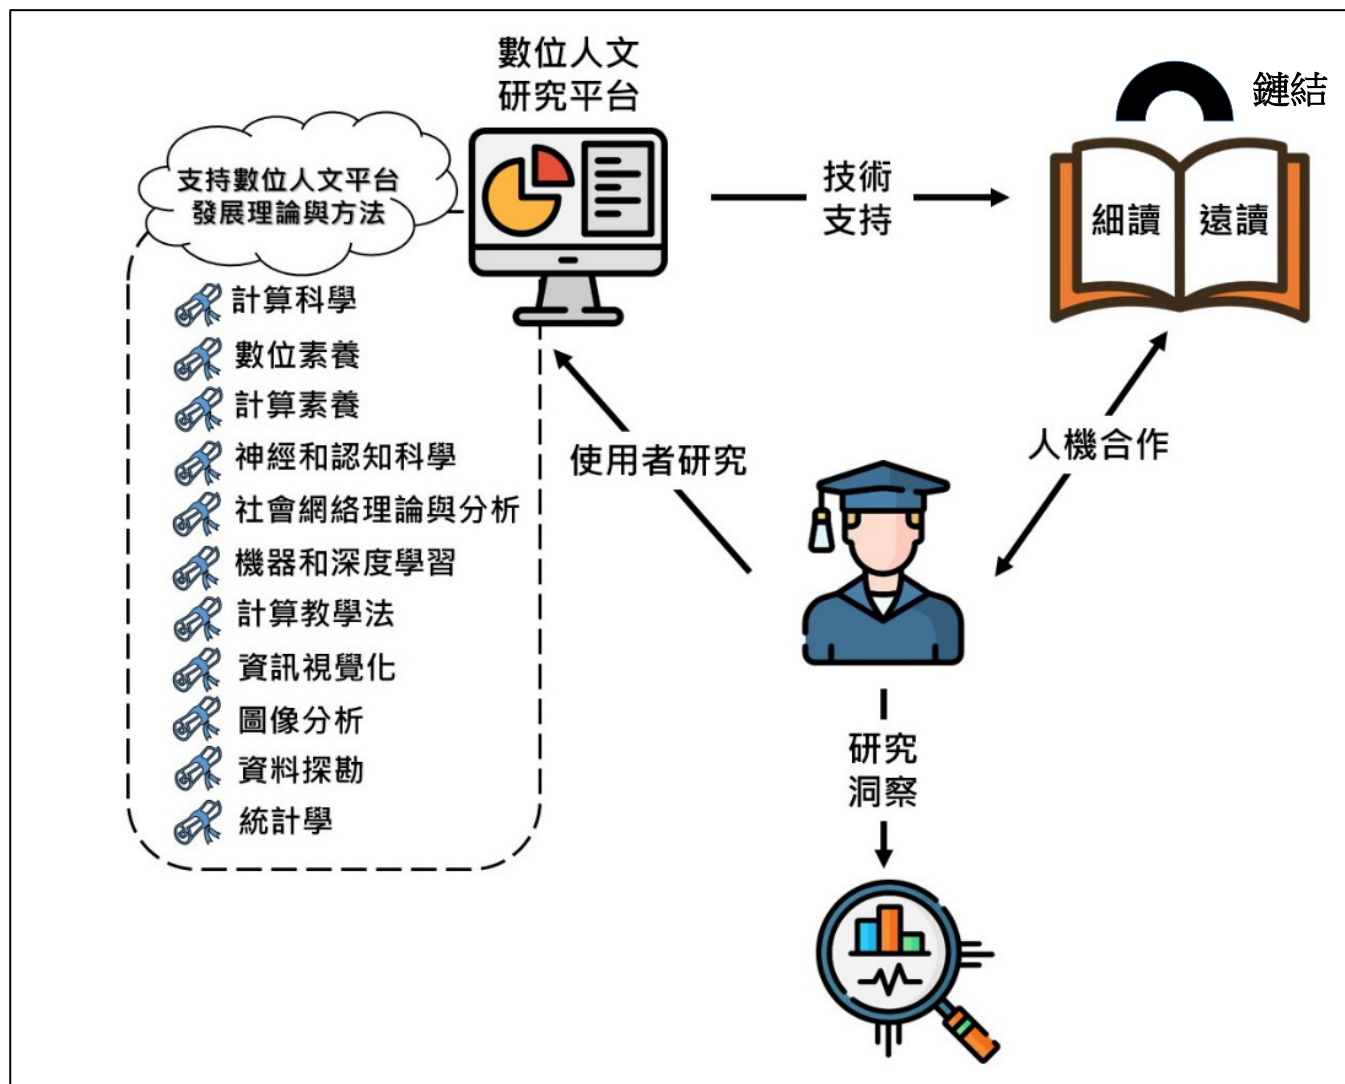 數位人文
研究平台
鏈結
支持數位人文平台
發展理論與方法
技術
支持
細讀
遠讀
計算科學
數位素養
計算素養
神經和認知科學
社會網絡理論與分析
機器和深度學習
計算教學法
資訊視覺化
圖像分析
資料探勘
統計學
使用者研究
人機合作
研究
洞察